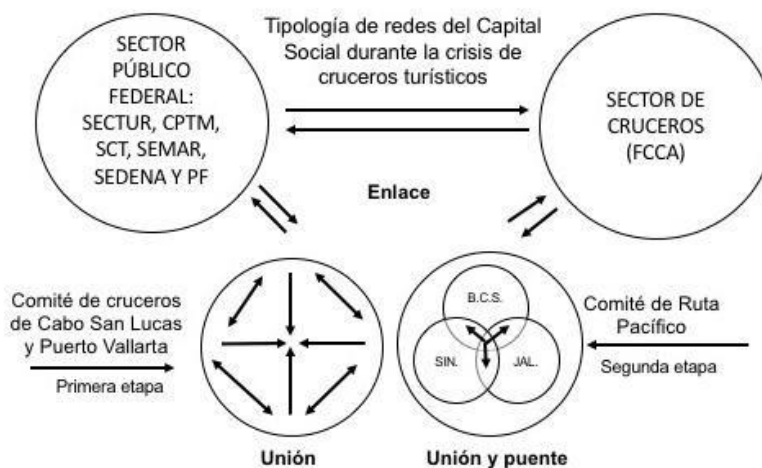 SECTOR
PÚBLICO
FEDERAL:
SECTUR, CPTM,
SCT, SEMAR,
SEDENA Y PF
Tipología de redes del Capital
Social durante la crisis de
cruceros turísticos
SECTOR DE
CRUCEROS
(FCCA)
Enlace
Comité de cruceros
de Cabo San Lucas
y Puerto Vallarta
Primera etapa
B.C.S.
SIN.
JAL.
Comité de Ruta
Pacífico
Segunda etapa
Unión
Unión y puente